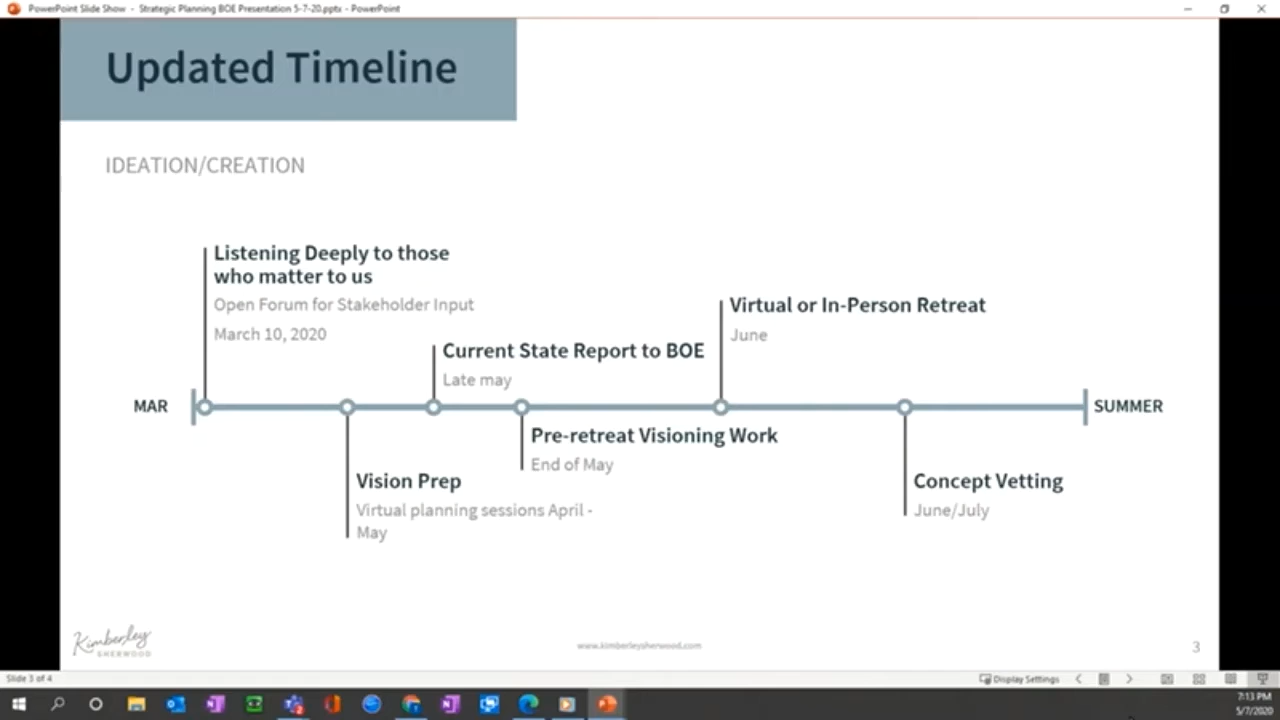 PowerPoint Slide Show - Strategic Planning BOE Presentation 5-7-20.pptx - PowerPoint
Updated Timeline
IDEATION/CREATION
Listening Deeply to those
who matter to us
Open Forum for Stakeholder Input
March 10, 2020
Virtual or In-Person Retreat
June
Current State Report to BOE
Late may
MAR
SUMMER
Pre-retreat Visioning Work
End of May
Vision Prep
Virtual planning sessions April -
May
Concept Vetting
June/July
Kimberley
SHERWOOD
www.kimberleysherwood.com
3
Slide 3 of 4
Display Settings
7:13 PM
5/7/2020